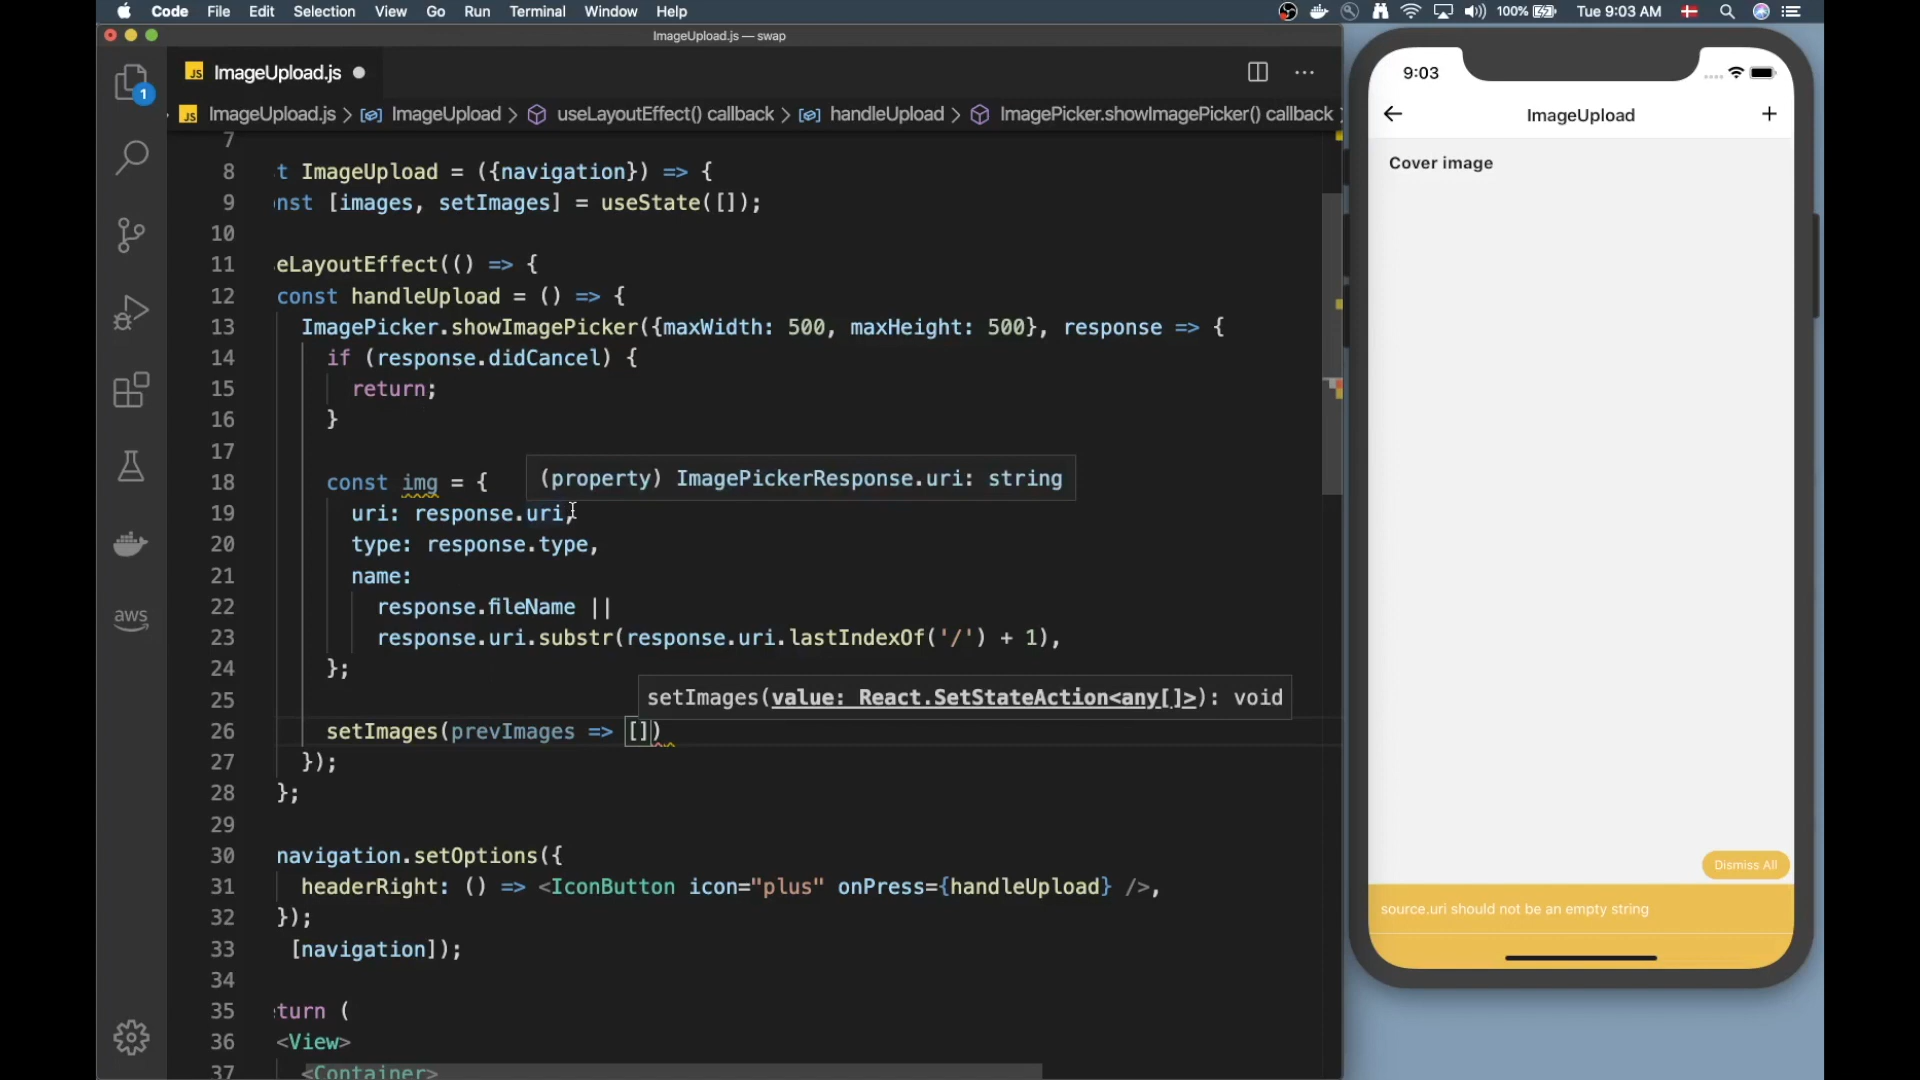 Code File Edit Selection View Go Run Terminal Window Help 100% Tue 9:03 AM
ImageUpload.js — swap
JS ImageUpload.js
JS ImageUpload.js > ImageUpload > useLayoutEffect() callback > handleUpload > ImagePicker.showImagePicker() callback
7
8 t ImageUpload = ({navigation}) => {
9 nst [images, setImages] = useState([]);
10
11 eLayoutEffect(() => {
12 const handleUpload = () => {
13 ImagePicker.showImagePicker({maxWidth: 500, maxHeight: 500}, response => {
14 if (response.didCancel) {
15 return;
16 }
17
(property) ImagePickerResponse.uri: string
18 const img = {
19 uri: response.uri,
20 type: response.type,
21 name:
22 response.fileName ||
23 response.uri.substr(response.uri.lastIndexOf('/') + 1),
24 };
25
setImages(value: React.SetStateAction<any[]>): void
26 setImages(prevImages => [])
27 });
28 };
29
30 navigation.setOptions({
31 headerRight: () => <IconButton icon="plus" onPress={handleUpload} />,
32 });
33 [navigation]);
34
35 turn (
36 <View>
37 <Container>
1
aws
9:03
ImageUpload
Cover image
Dismiss All
source.uri should not be an empty string